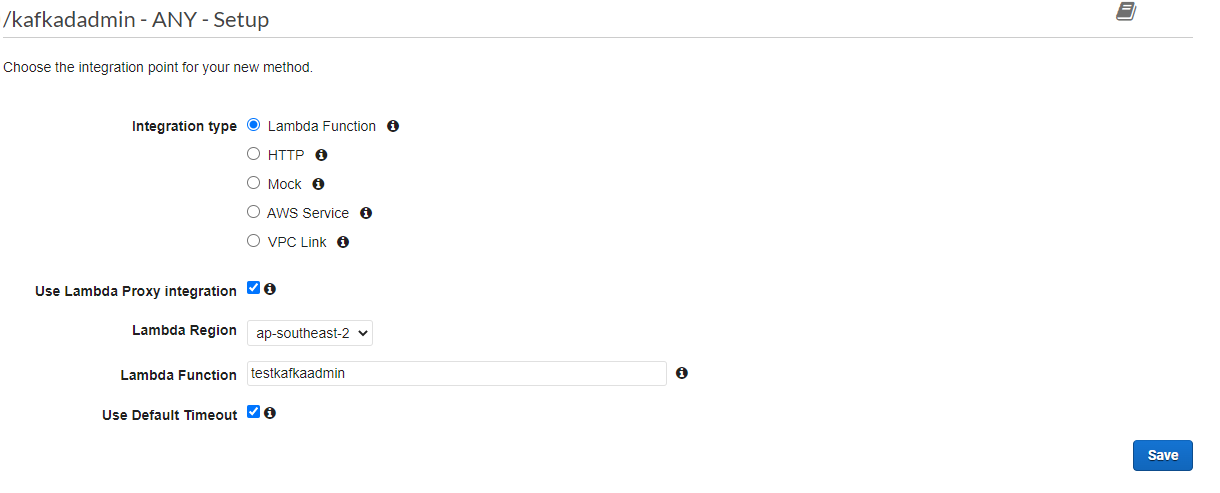 /kafkadadmin - ANY - Setup
Choose the integration point for your new method.
Integration type Lambda Function
HTTP
Mock
AWS Service
VPC Link
Use Lambda Proxy integration
Lambda Region ap-southeast-2
Lambda Function testkafkaadmin
Use Default Timeout
Save